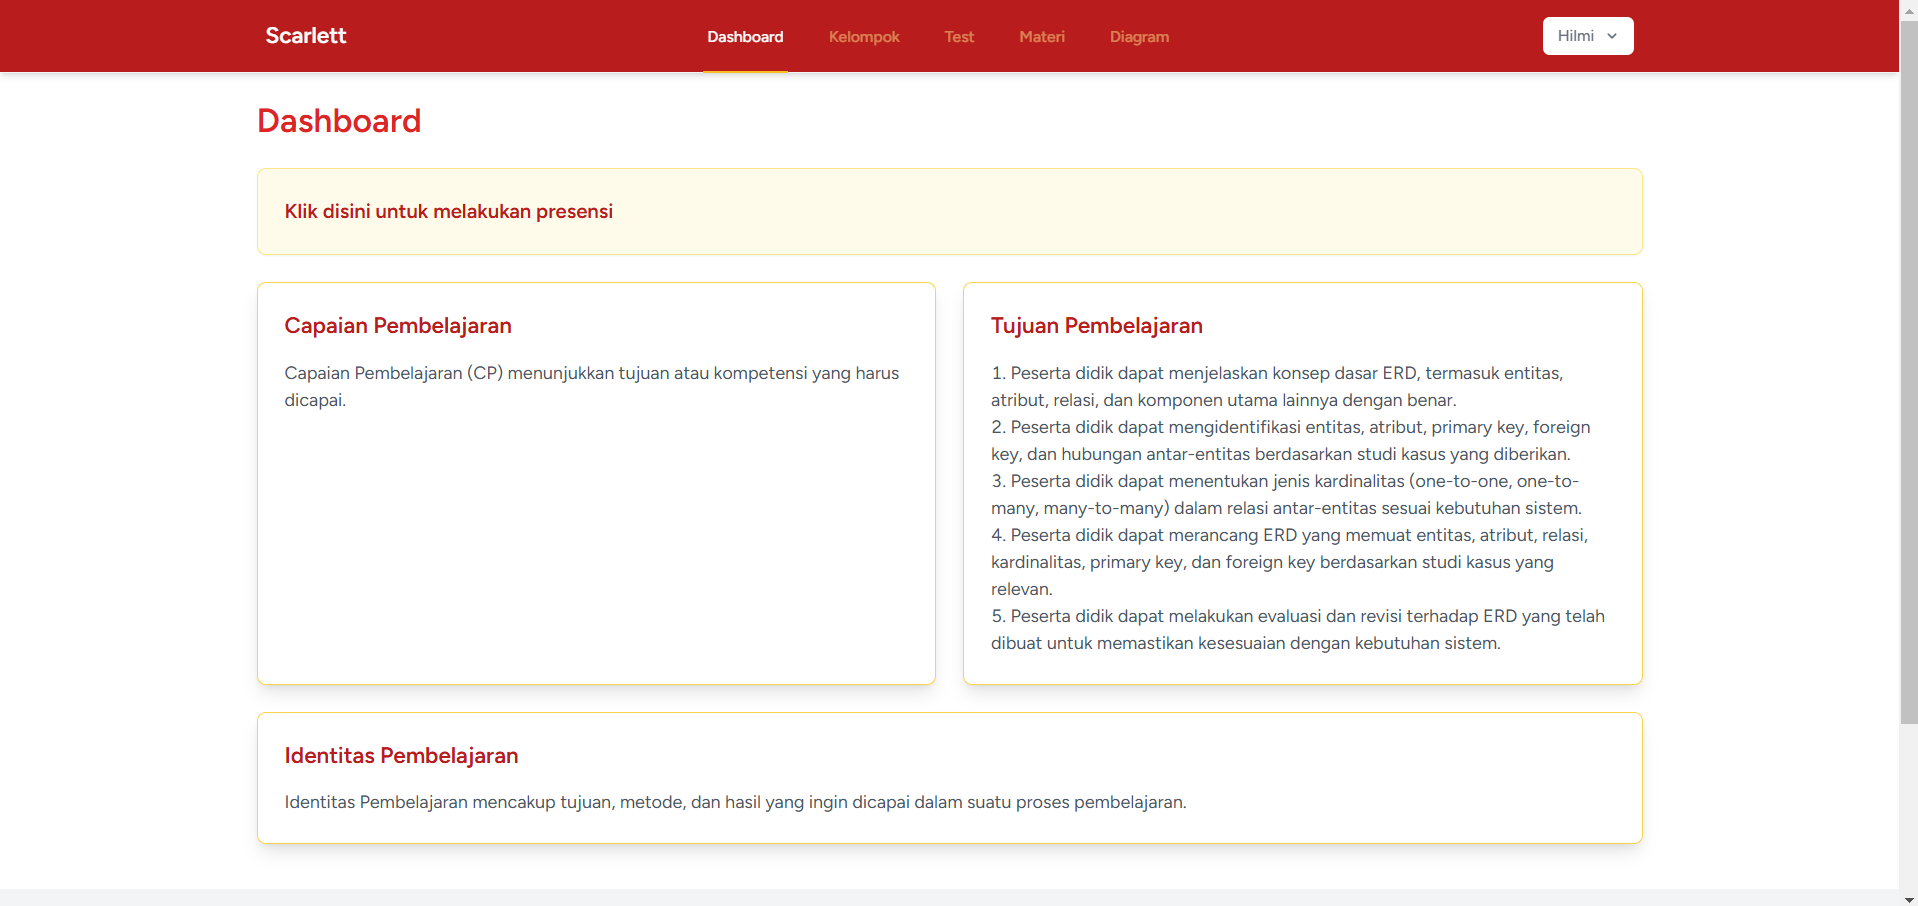 Scarlett
Dashboard
Kelompok
Test
Materi
Diagram
Hilmi
Dashboard
Klik disini untuk melakukan presensi
Capaian Pembelajaran
Capaian Pembelajaran (CP) menunjukkan tujuan atau kompetensi yang harus
dicapai.
Tujuan Pembelajaran
1. Peserta didik dapat menjelaskan konsep dasar ERD, termasuk entitas,
atribut, relasi, dan komponen utama lainnya dengan benar.
2. Peserta didik dapat mengidentifikasi entitas, atribut, primary key, foreign
key, dan hubungan antar-entitas berdasarkan studi kasus yang diberikan.
3. Peserta didik dapat menentukan jenis kardinalitas (one-to-one, one-to-
many, many-to-many) dalam relasi antar-entitas sesuai kebutuhan sistem.
4. Peserta didik dapat merancang ERD yang memuat entitas, atribut, relasi,
kardinalitas, primary key, dan foreign key berdasarkan studi kasus yang
relevan.
5. Peserta didik dapat melakukan evaluasi dan revisi terhadap ERD yang telah
dibuat untuk memastikan kesesuaian dengan kebutuhan sistem.
Identitas Pembelajaran
Identitas Pembelajaran mencakup tujuan, metode, dan hasil yang ingin dicapai dalam suatu proses pembelajaran.